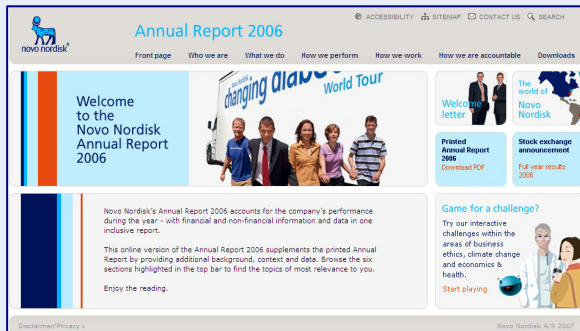 ACCESSIBILITY SITEMAP CONTACT US SEARCH
Annual Report 2006
novo nordisk®
Front page Who we are What we do How we perform How we work How we are accountable Downloads
Welcome
to the
Novo Nordisk
Annual Report
2006
changing diabetes
World Tour
Welcome
letter
The
world of
Novo
Nordisk
Printed
Annual Report
2006
Download PDF
Stock exchange
announcement
Full year results
2006
Novo Nordisk's Annual Report 2006 accounts for the company's performance
during the year - with financial and non-financial information and data in one
inclusive report.
This online version of the Annual Report 2006 supplements the printed Annual
Report by providing additional background, context and data. Browse the six
sections highlighted in the top bar to find the topics of most relevance to you.
Enjoy the reading.
Game for a challenge?
Try our interactive
challenges within the
areas of business
ethics, climate change
and economics &
health.
Start playing
Disclaimer/Privacy ›
Novo Nordisk A/S 2007